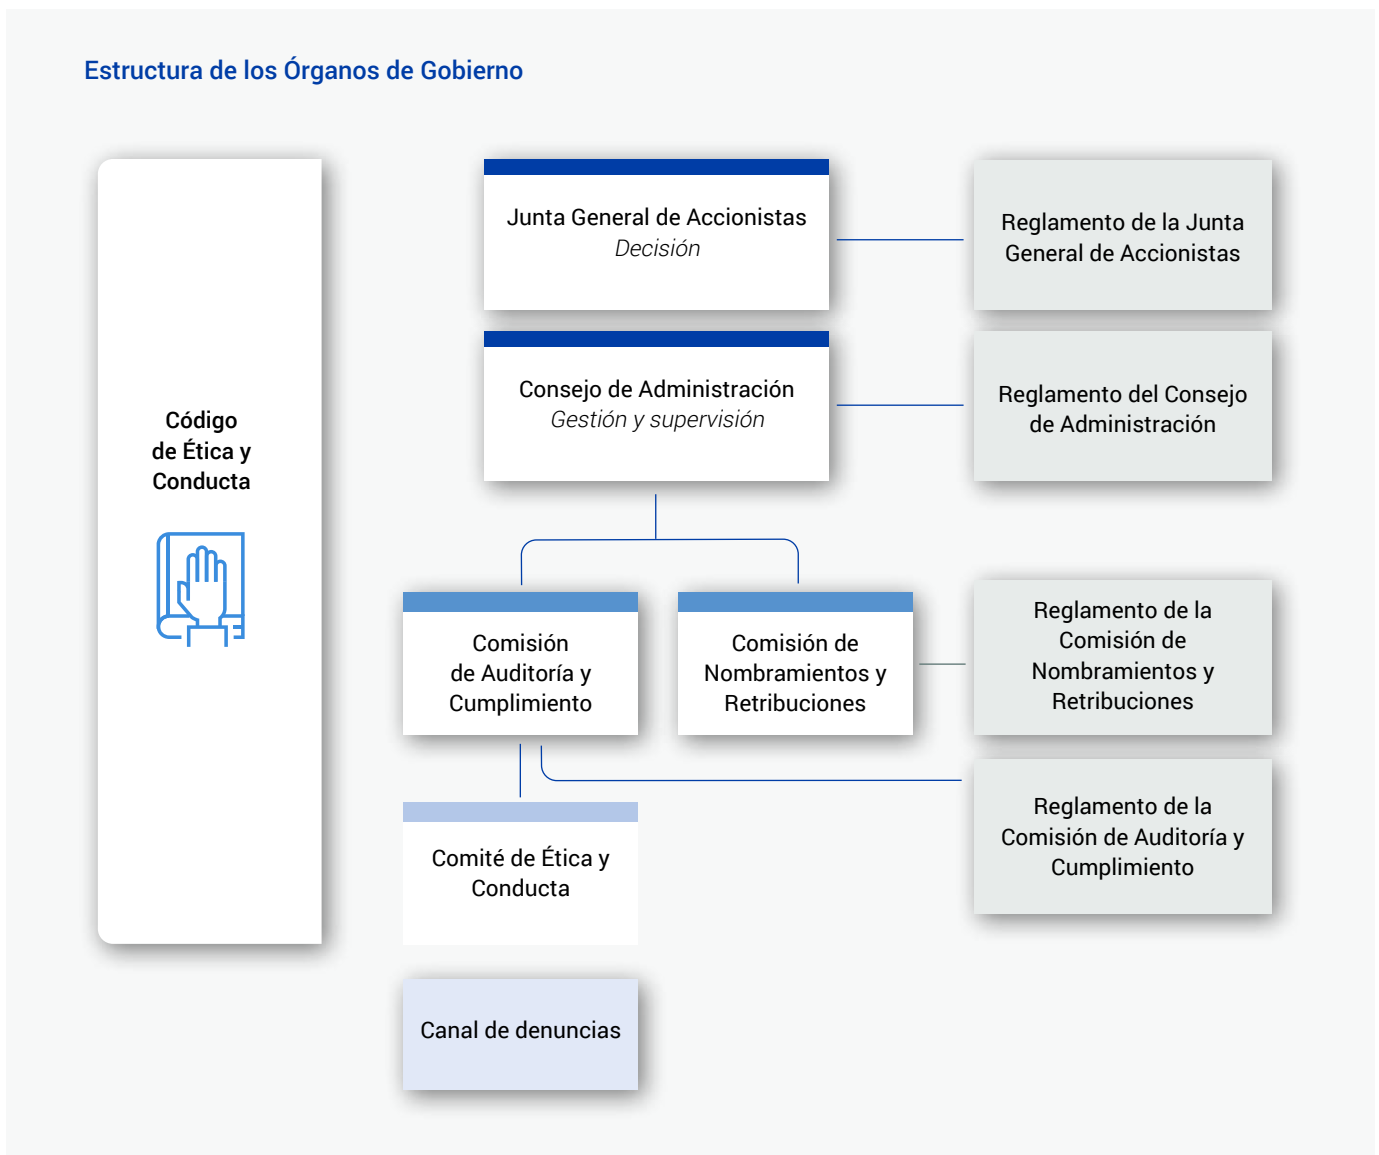 Estructura de los Órganos de Gobierno
Código
de Ética y
Conducta
Junta General de Accionistas
Decisión
Reglamento de la Junta
General de Accionistas
Consejo de Administración
Gestión y supervisión
Reglamento del Consejo
de Administración
Comisión
de Auditoría y
Cumplimiento
Comisión de
Nombramientos y
Retribuciones
Reglamento de la
Comisión de
Nombramientos y
Retribuciones
Reglamento de la
Comisión de Auditoría y
Cumplimiento
Comité de Ética y
Conducta
Canal de denuncias